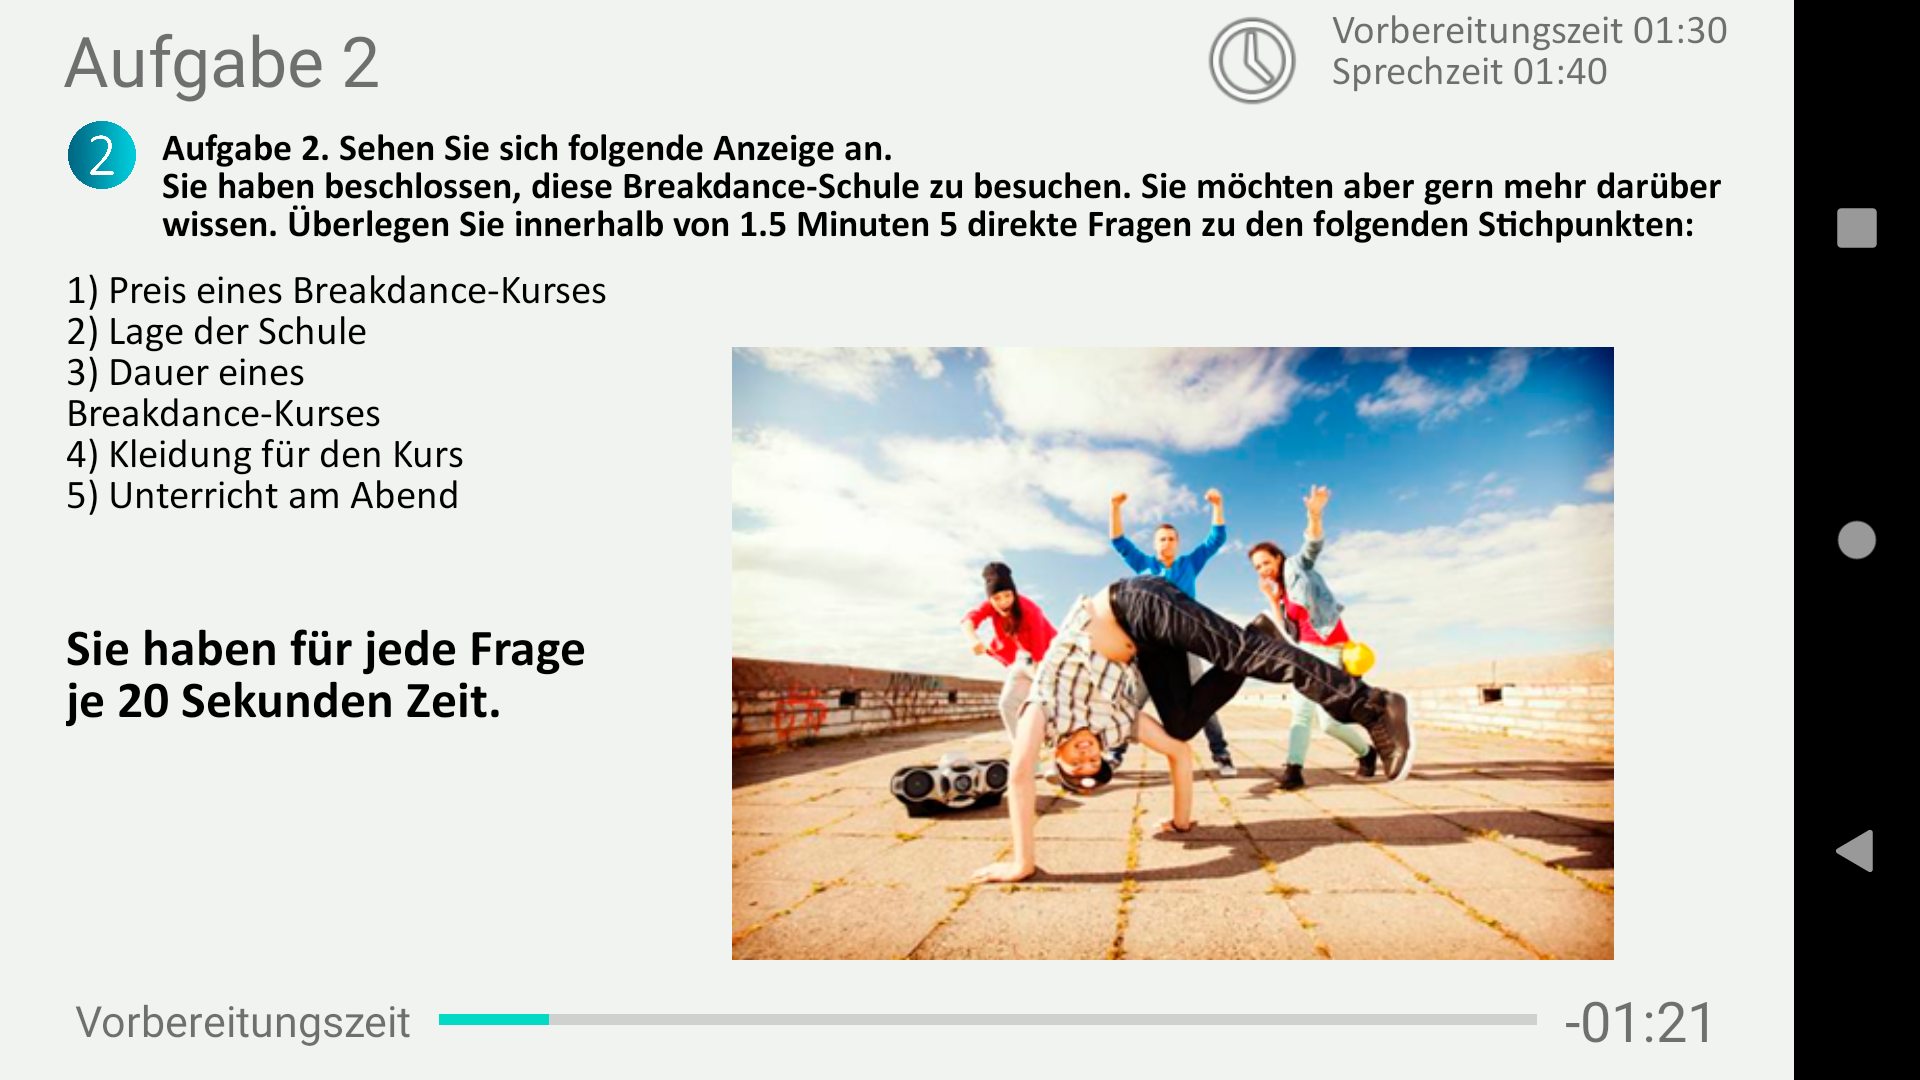 Aufgabe 2
Vorbereitungszeit 01:30
Sprechzeit 01:40
2
Aufgabe 2. Sehen Sie sich folgende Anzeige an.
Sie haben beschlossen, diese Breakdance-Schule zu besuchen. Sie möchten aber gern mehr darüber
wissen. Überlegen Sie innerhalb von 1.5 Minuten 5 direkte Fragen zu den folgenden Stichpunkten:
1) Preis eines Breakdance-Kurses
2) Lage der Schule
3) Dauer eines
Breakdance-Kurses
4) Kleidung für den Kurs
5) Unterricht am Abend
Sie haben für jede Frage
je 20 Sekunden Zeit.
Vorbereitungszeit
-01:21